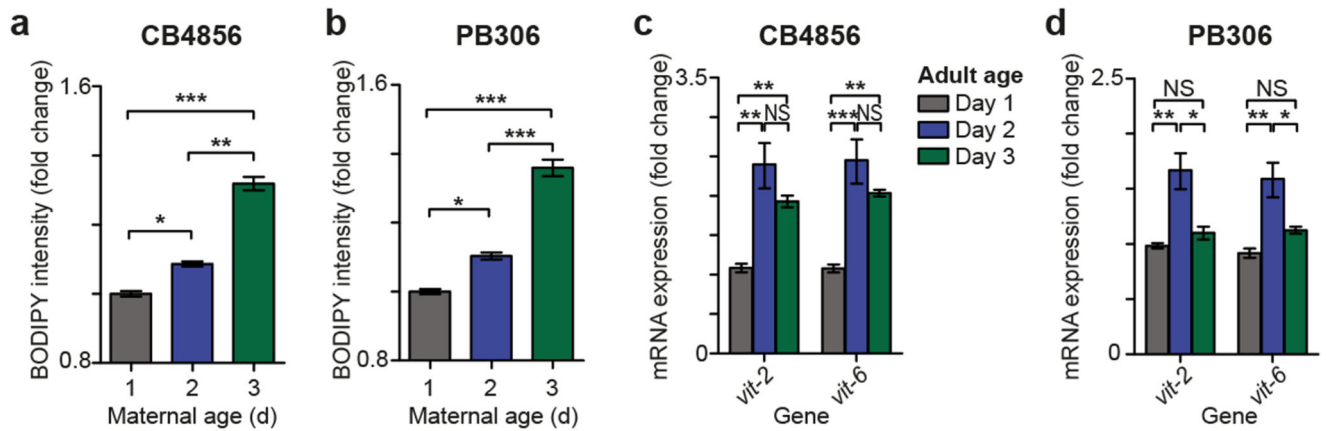 a
CB4856
BODIPY intensity (fold change)
1.6
0.8
***
**
*
1 2 3
Maternal age (d)
b
PB306
BODIPY intensity (fold change)
1.6
0.8
***
***
*
1 2 3
Maternal age (d)
c
CB4856
mRNA expression (fold change)
3.5
0
** **
** NS *** NS
vit-2 vit-6
Gene
Adult age
Day 1
Day 2
Day 3
d
PB306
mRNA expression (fold change)
2.5
0
NS NS
** * ** *
vit-2 vit-6
Gene